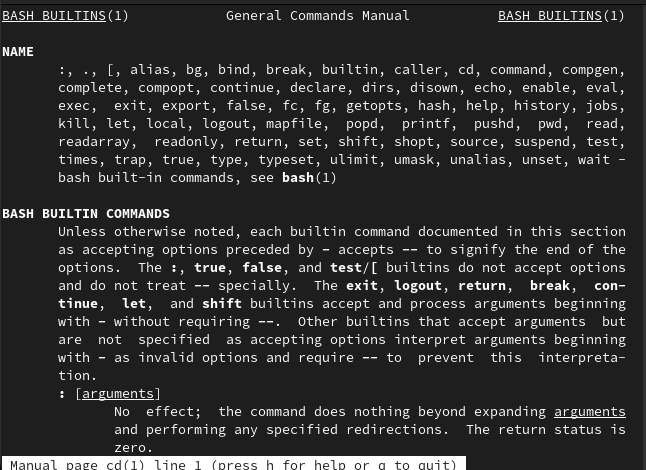 BASH BUILTINS(1) General Commands Manual BASH BUILTINS(1)
NAME
:, ., [, alias, bg, bind, break, builtin, caller, cd, command, compgen,
complete, compopt, continue, declare, dirs, disown, echo, enable, eval,
exec, exit, export, false, fc, fg, getopts, hash, help, history, jobs,
kill, let, local, logout, mapfile, popd, printf, pushd, pwd, read,
readarray, readonly, return, set, shift, shopt, source, suspend, test,
times, trap, true, type, typeset, ulimit, umask, unalias, unset, wait -
bash built-in commands, see bash(1)
BASH BUILTIN COMMANDS
Unless otherwise noted, each builtin command documented in this section
as accepting options preceded by - accepts -- to signify the end of the
options. The :, true, false, and test/[ builtins do not accept options
and do not treat -- specially. The exit, logout, return, break, con-
tinue, let, and shift builtins accept and process arguments beginning
with - without requiring --. Other builtins that accept arguments but
are not specified as accepting options interpret arguments beginning
with - as invalid options and require -- to prevent this interpreta-
tion.
: [arguments]
No effect; the command does nothing beyond expanding arguments
and performing any specified redirections. The return status is
zero.
Manual page cd(1) line 1 (press h for help or q to quit)